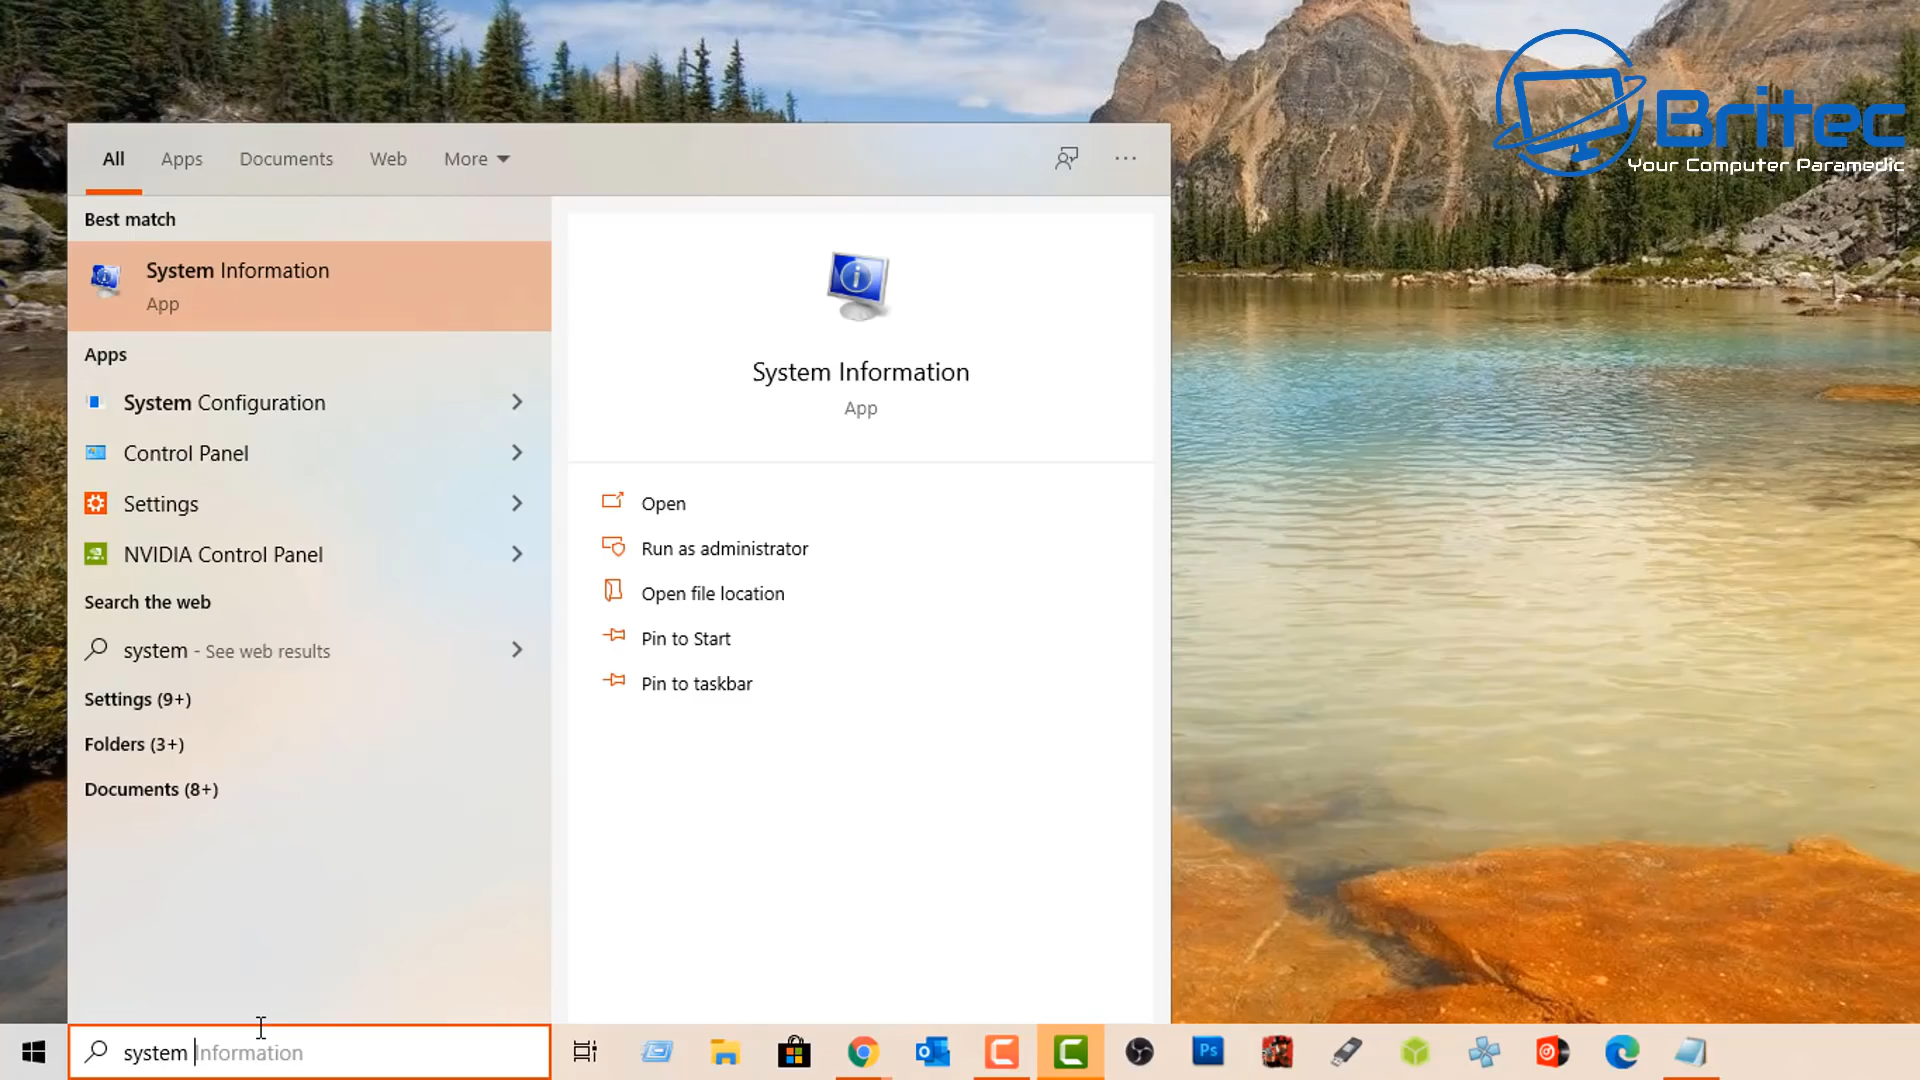 Britec
Your Computer Paramedic
All Apps Documents Web More
Best match
System Information
App
Apps
System Configuration
Control Panel
Settings
NVIDIA Control Panel
Search the web
system - See web results
Settings (9+)
Folders (3+)
Documents (8+)
System Information
App
Open
Run as administrator
Open file location
Pin to Start
Pin to taskbar
system Information
Ps